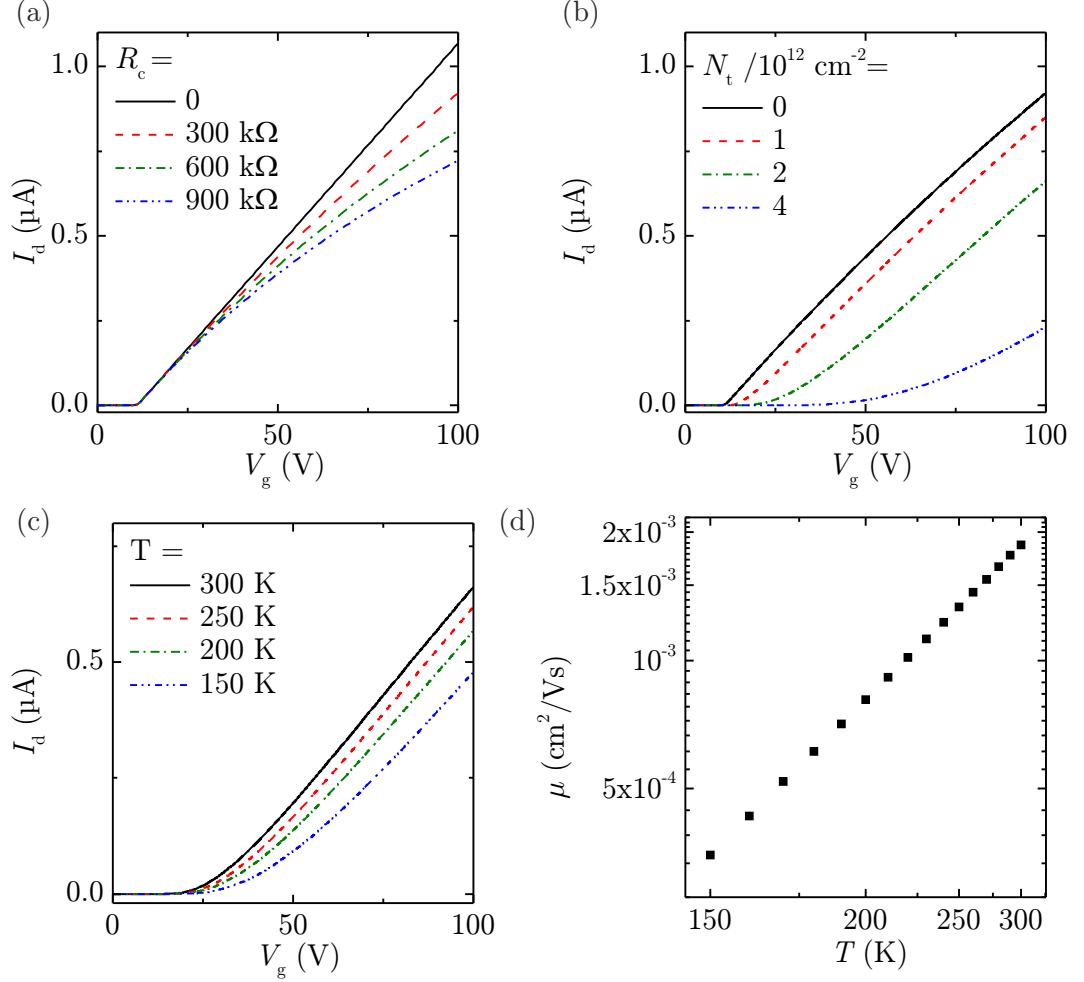 (a)
R_c =
0
300 kΩ
600 kΩ
900 kΩ
1.0
0.5
0.0
I_d (µA)
0
50
100
V_g (V)
(b)
N_t /10^12 cm^-2=
0
1
2
4
1.0
0.5
0.0
I_d (µA)
0
50
100
V_g (V)
(c)
T =
300 K
250 K
200 K
150 K
0.5
0.0
I_d (µA)
0
50
100
V_g (V)
(d)
2x10^-3
1.5x10^-3
10^-3
5x10^-4
µ (cm^2/Vs)
150
200
250
300
T (K)